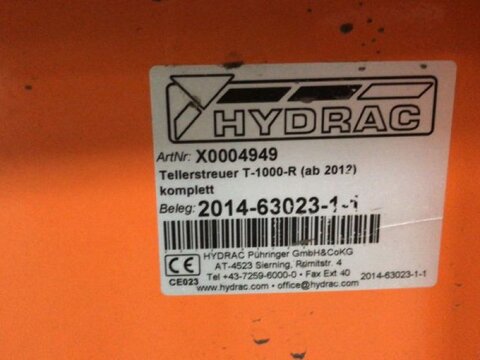 HYDRAC
ArtNr: X0004949
Tellerstreuer T-1000-R (ab 2012)
komplett
Beleg: 2014-63023-1-1
HYDRAC Pühringer GmbH&CoKG
AT-4523 Sierning, Römitstr. 4
CE Tel +43-7259-6000-0 • Fax Ext 40 2014-63023-1-1
CE023 www.hydrac.com • office@hydrac.com